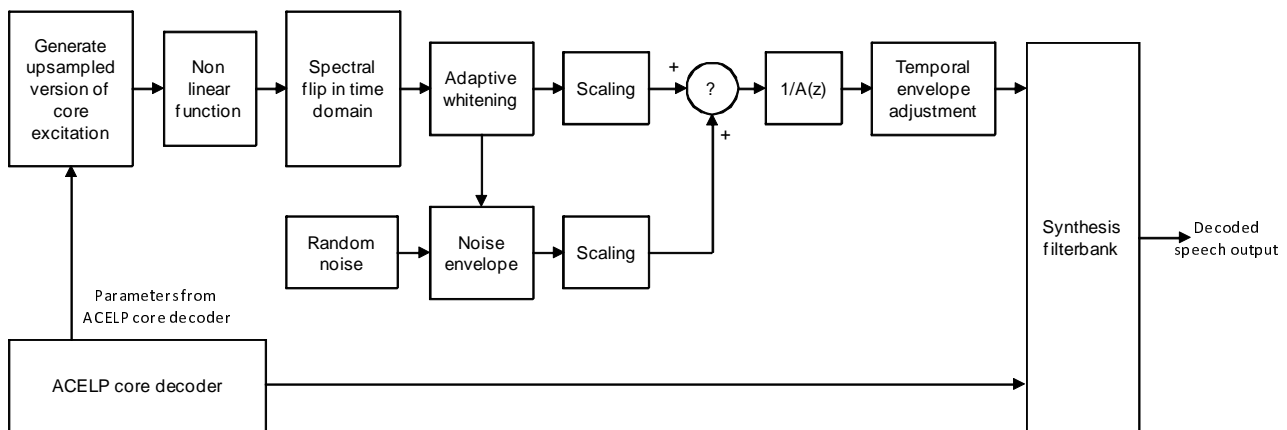 Generate
upsampled
version of
core
excitation
Non
linear
function
Spectral
flip in time
domain
Adaptive
whitening
Scaling
+
?
+
1/A(z)
Temporal
envelope
adjustment
Random
noise
Noise
envelope
Scaling
Synthesis
filterbank
Decoded
speech output
Parameters from
ACELP core decoder
ACELP core decoder